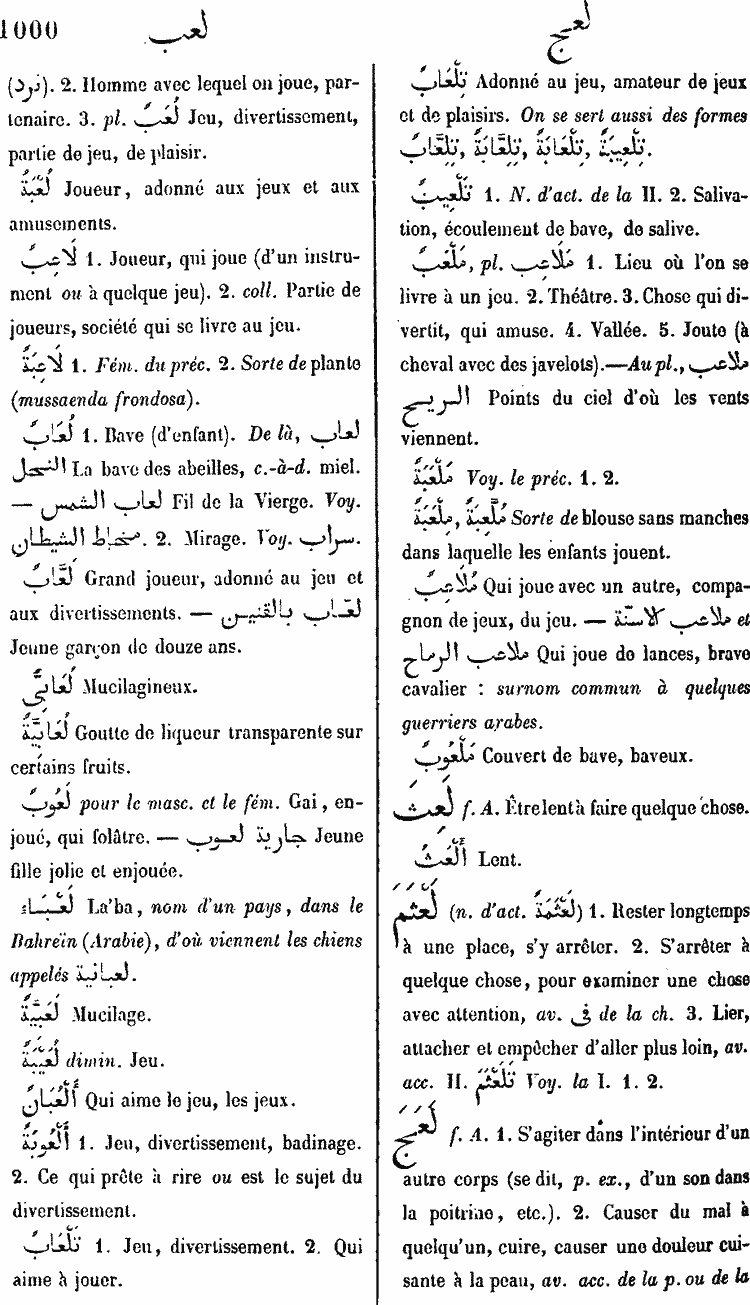 1000
لعب
لعج
(نرد). 2. Homme avec lequel on joue, par-
tenaire. 3. pl. لُعَبٌ Jeu, divertissement,
partie de jeu, de plaisir.
لُعَبَةٌ Joueur, adonné aux jeux et aux
amusements.
لَاعِبٌ 1. Joueur, qui joue (d'un instru-
ment ou à quelque jeu). 2. coll. Partie de
joueurs, société qui se livre au jeu.
لَاعِبَةٌ 1. Fém. du préc. 2. Sorte de plante
(mussaenda frondosa).
لُعَابٌ 1. Bave (d'enfant). De là, لعاب
النحل La bave des abeilles, c.-à-d. miel.
— لعاب الشمس Fil de la Vierge. Voy.
مخاط الشيطان. 2. Mirage. Voy. سراب.
لَعَّابٌ Grand joueur, adonné au jeu et
aux divertissements. — لعّاب بالقنيـن
Jeune garçon de douze ans.
لُعَابِىٌّ Mucilagineux.
لُعَابِيَّةٌ Goutte de liqueur transparente sur
certains fruits.
لَعُوبٌ pour le masc. et le fém. Gai, en-
joué, qui folâtre. — جارية لعوب Jeune
fille jolie et enjouée.
لَعْبَاء La'ba, nom d'un pays, dans le
Bahreïn (Arabie), d'où viennent les chiens
appelés لعبانية.
لُعَبِيَّةٌ Mucilage.
لُعَيْبَةٌ dimin. Jeu.
أُلْعُبَانٌ Qui aime le jeu, les jeux.
أُلْعُوبَةٌ 1. Jeu, divertissement, badinage.
2. Ce qui prête à rire ou est le sujet du
divertissement.
تَلْعَابٌ 1. Jeu, divertissement. 2. Qui
aime à jouer.
تِلْعَابٌ Adonné au jeu, amateur de jeux
et de plaisirs. On se sert aussi des formes
تِلْعِيبَةٌ, تِلْعَابَةٌ, تِلِعَّابَةٌ, تِلِعَّابٌ.
تَلْعِيبٌ 1. N. d'act. de la II. 2. Saliva-
tion, écoulement de bave, de salive.
مَلْعَبٌ, pl. مَلَاعِب 1. Lieu où l'on se
livre à un jeu. 2. Théâtre. 3. Chose qui di-
vertit, qui amuse. 4. Vallée. 5. Joute (à
cheval avec des javelots).—Au pl., ملاعب
الريح Points du ciel d'où les vents
viennent.
مَلْعَبَةٌ Voy. le préc. 1. 2.
مُلْعِبَةٌ, مِلْعَبَةٌ Sorte de blouse sans manches
dans laquelle les enfants jouent.
مُلَاعِبٌ Qui joue avec un autre, compa-
gnon de jeux, du jeu. — ملاعب الاسنّة et
ملاعب الرماح Qui joue de lances, brave
cavalier : surnom commun à quelques
guerriers arabes.
مَلْعُوبٌ Couvert de bave, baveux.
لَعِثَ f. A. Être lent à faire quelque chose.
أَلْعَثُ Lent.
لَعْثَمَ (n. d'act. لَعْثَمَةٌ) 1. Rester longtemps
à une place, s'y arrêter. 2. S'arrêter à
quelque chose, pour examiner une chose
avec attention, av. فى de la ch. 3. Lier,
attacher et empêcher d'aller plus loin, av.
acc. II. تَلَعْثَمَ Voy. la I. 1. 2.
لَعَجَ f. A. 1. S'agiter dans l'intérieur d'un
autre corps (se dit, p. ex., d'un son dans
la poitrine, etc.). 2. Causer du mal à
quelqu'un, cuire, causer une douleur cui-
sante à la peau, av. acc. de la p. ou de la